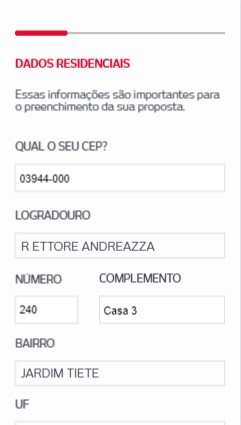 DADOS RESIDENCIAIS
Essas informações são importantes para
o preenchimento da sua proposta.
QUAL O SEU CEP?
03944-000
LOGRADOURO
R ETTORE ANDREAZZA
NÚMERO COMPLEMENTO
240 Casa 3
BAIRRO
JARDIM TIETE
UF